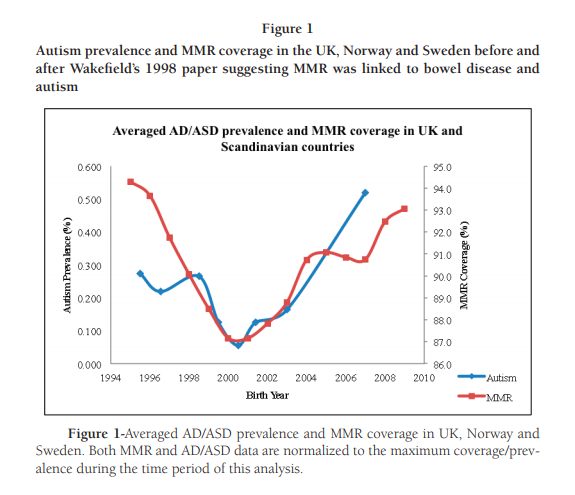 Figure 1
Autism prevalence and MMR coverage in the UK, Norway and Sweden before and
after Wakefield's 1998 paper suggesting MMR was linked to bowel disease and
autism
Averaged AD/ASD prevalence and MMR coverage in UK and
Scandinavian countries
0.600
0.500
0.400
0.300
0.200
0.100
0.000
Autism Prevalence (%)
95.0
94.0
93.0
92.0
91.0
90.0
89.0
88.0
87.0
86.0
MMR Coverage (%)
1994 1996 1998 2000 2002 2004 2006 2008 2010
Birth Year
Autism
MMR
Figure 1-Averaged AD/ASD prevalence and MMR coverage in UK, Norway and
Sweden. Both MMR and AD/ASD data are normalized to the maximum coverage/prev-
alence during the time period of this analysis.